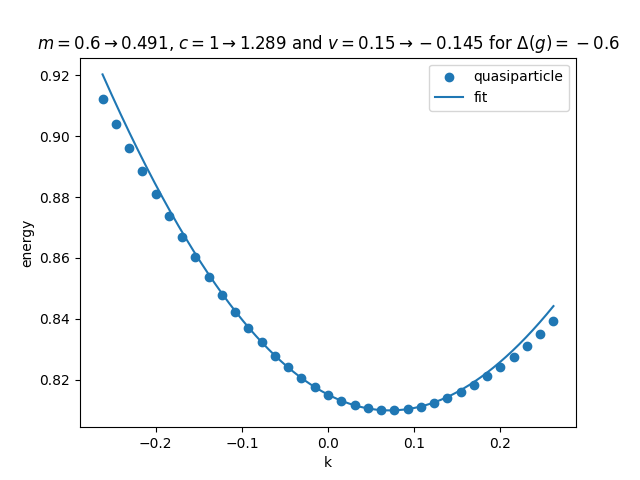 m = 0.6 → 0.491, c = 1 → 1.289 and v = 0.15 → −0.145 for Δ(g) = −0.6
quasiparticle
fit
0.92
0.90
0.88
0.86
0.84
0.82
energy
−0.2
−0.1
0.0
0.1
0.2
k